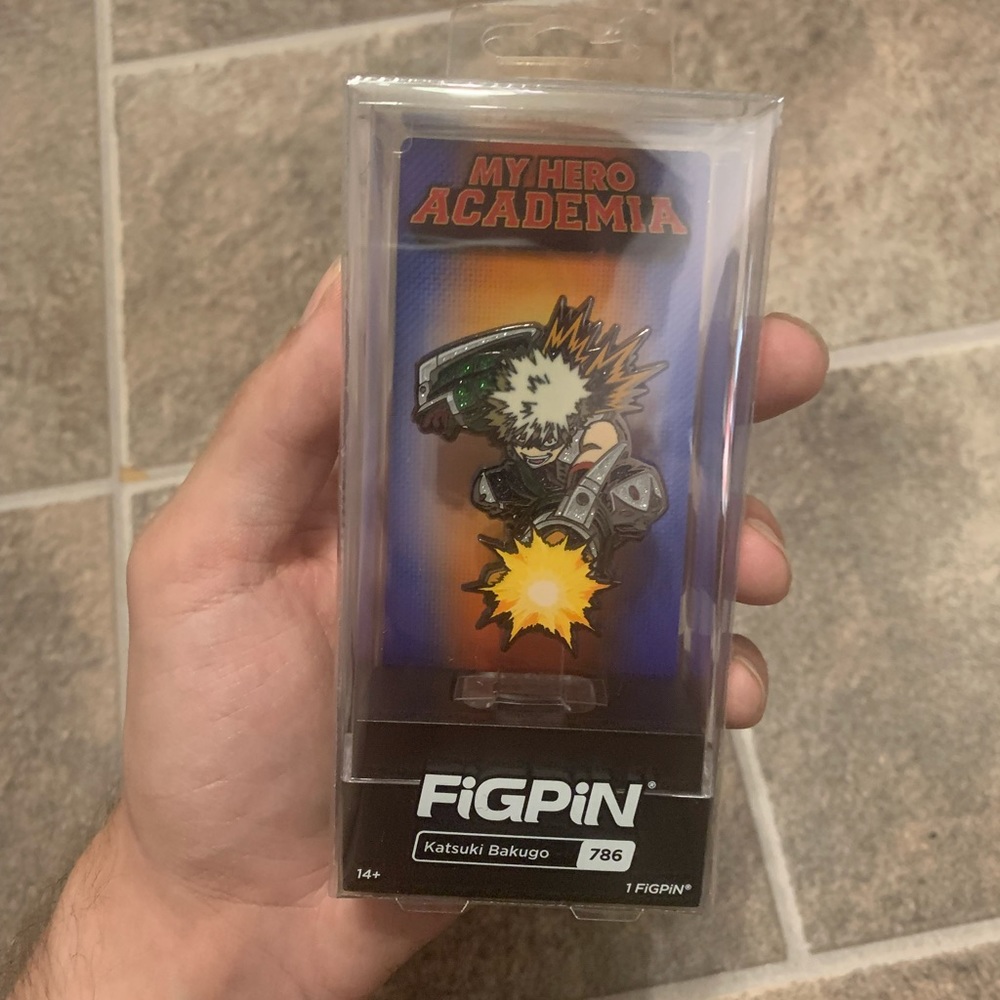 MY HERO
ACADEMIA
FiGPiN®
Katsuki Bakugo 786
14+
1 FiGPiN®